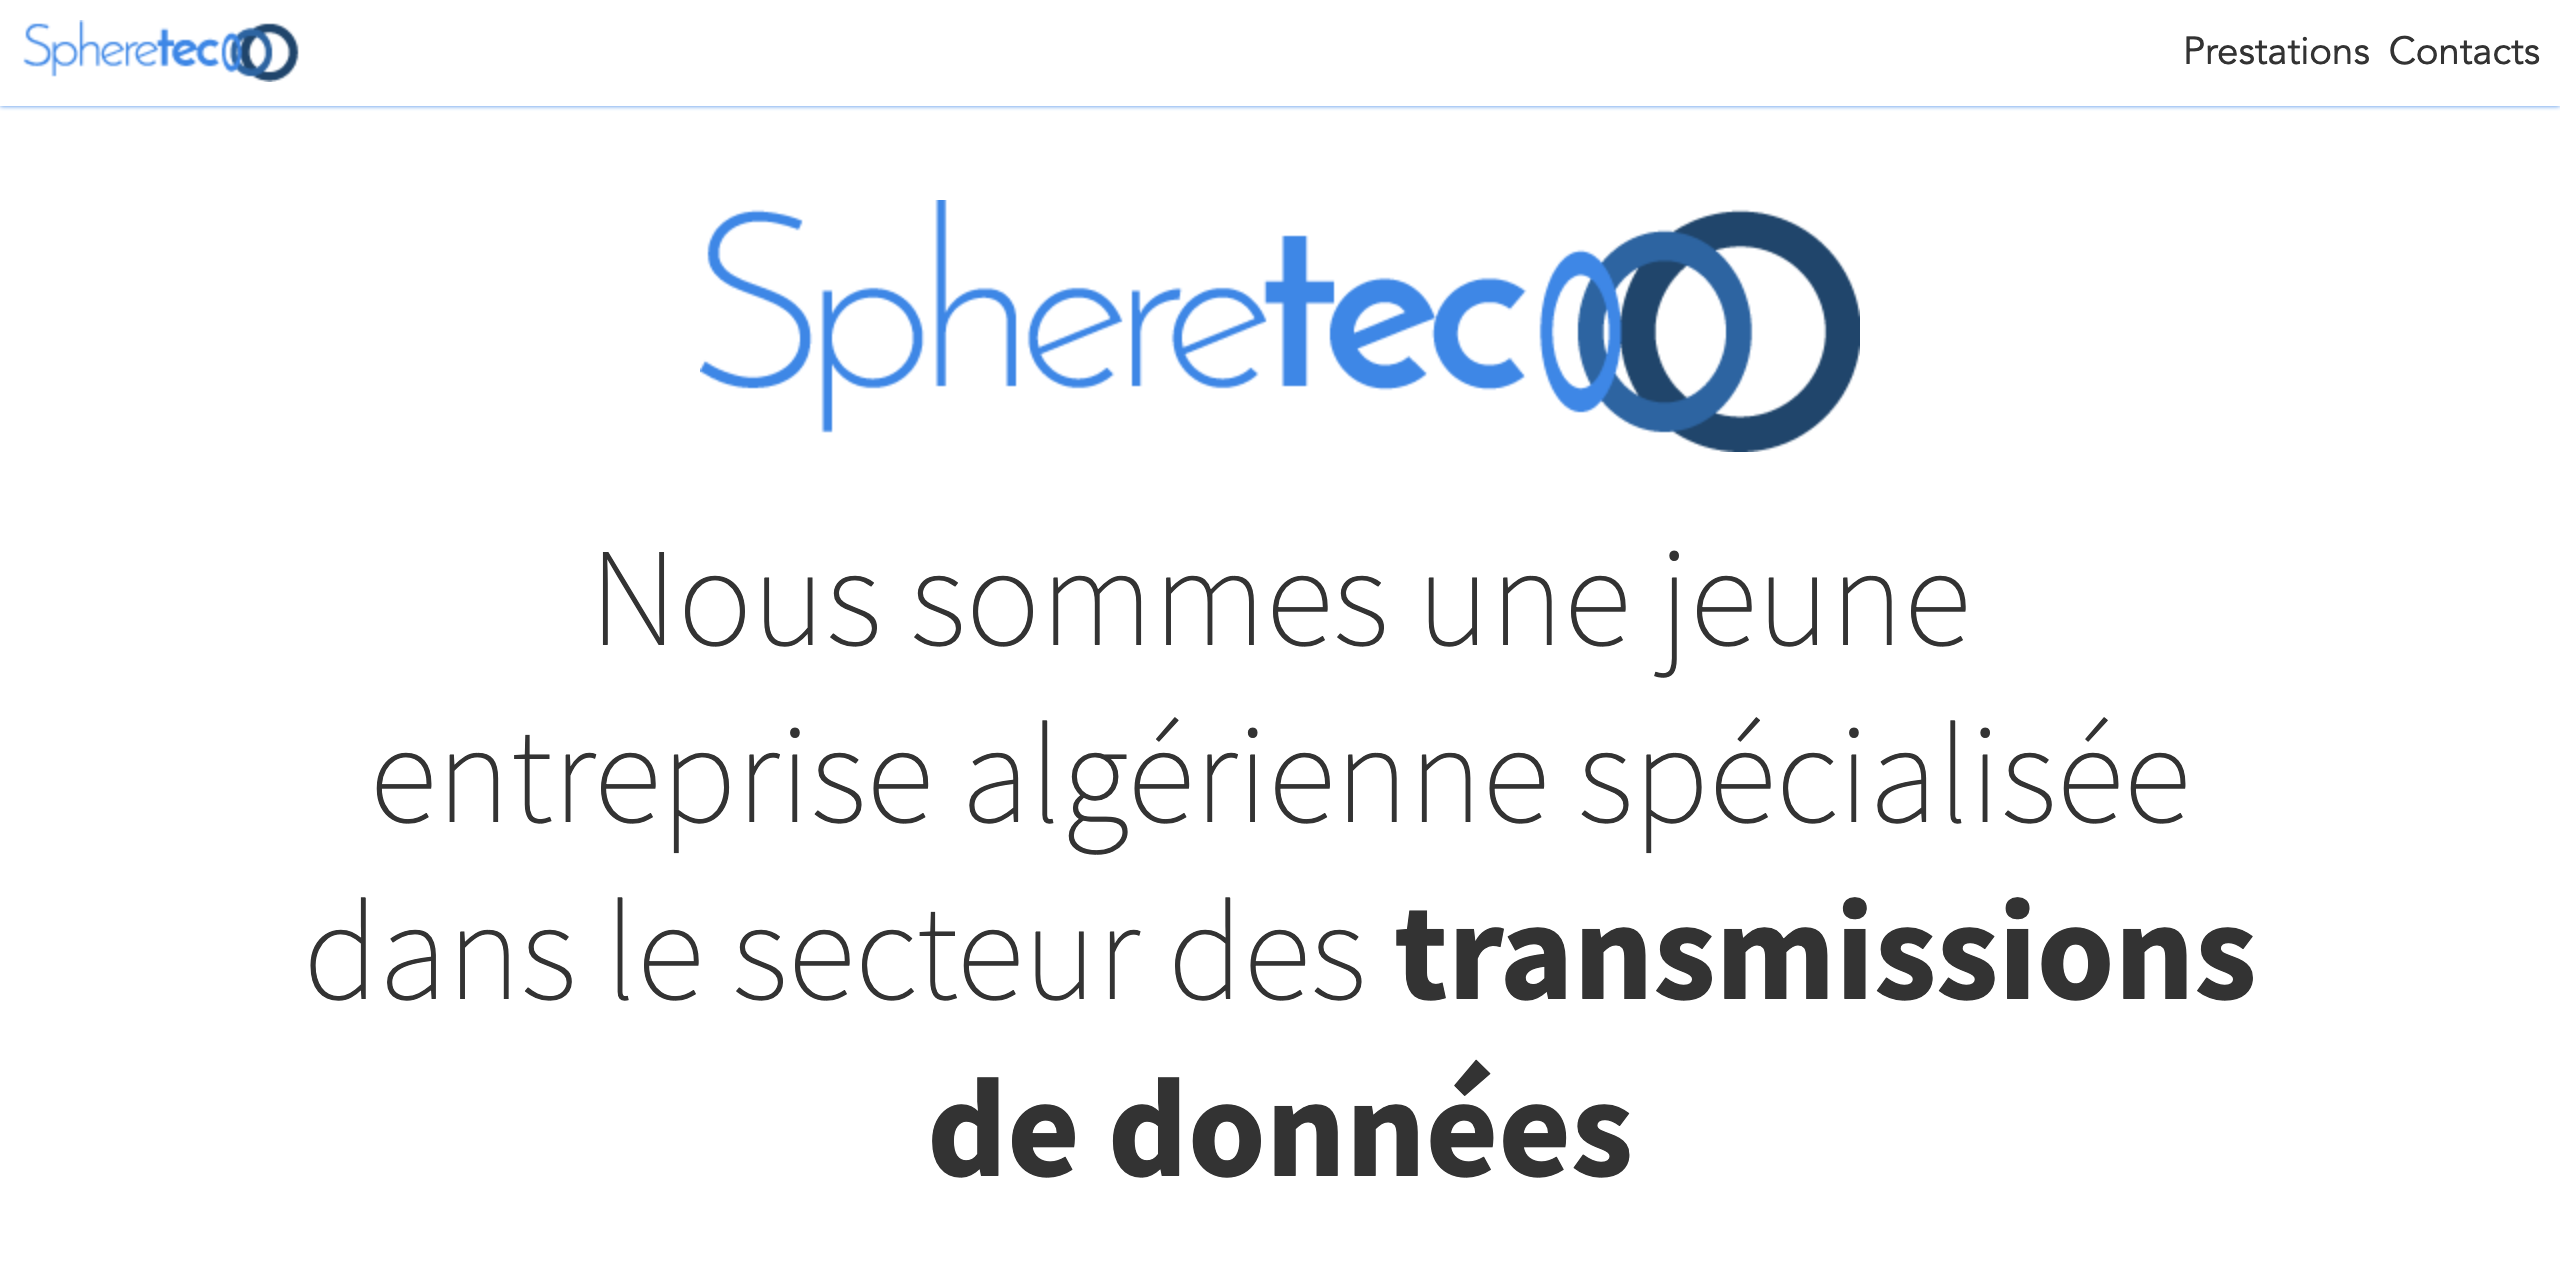 Spheretec
Prestations Contacts
Spheretec
Nous sommes une jeune
entreprise algérienne spécialisée
dans le secteur des transmissions
de données